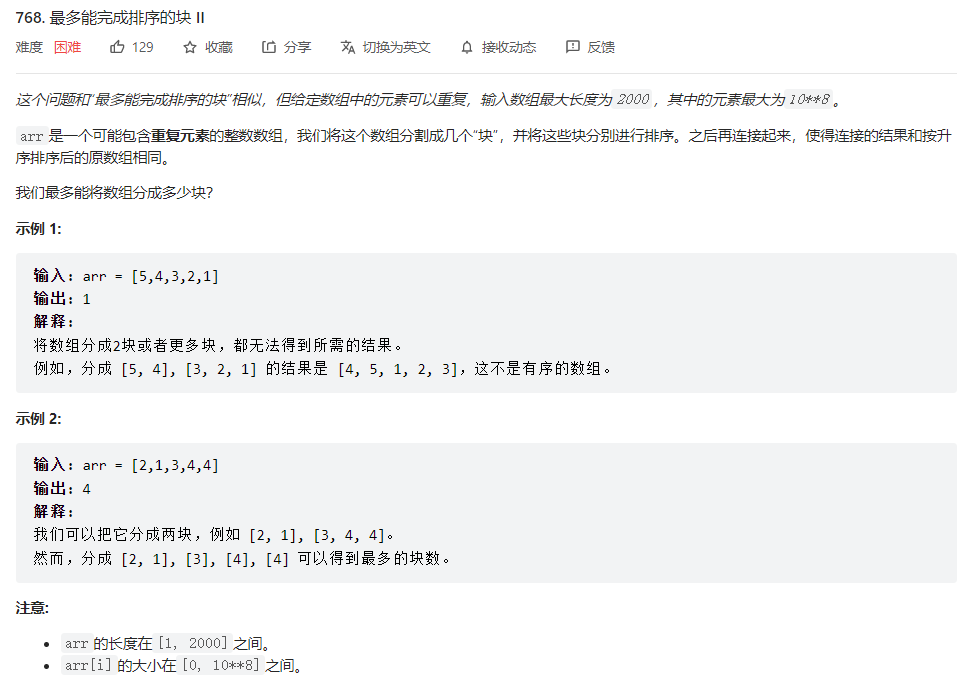 768. 最多能完成排序的块 II
难度 困难 129 收藏 分享 切换为英文 接收动态 反馈
这个问题和“最多能完成排序的块”相似，但给定数组中的元素可以重复，输入数组最大长度为 2000 ，其中的元素最大为 10**8 。
arr 是一个可能包含重复元素的整数数组，我们将这个数组分割成几个“块”，并将这些块分别进行排序。之后再连接起来，使得连接的结果和按升
序排序后的原数组相同。
我们最多能将数组分成多少块？
示例 1:
输入：arr = [5,4,3,2,1]
输出：1
解释：
将数组分成2块或者更多块，都无法得到所需的结果。
例如，分成 [5, 4], [3, 2, 1] 的结果是 [4, 5, 1, 2, 3]，这不是有序的数组。
示例 2:
输入：arr = [2,1,3,4,4]
输出：4
解释：
我们可以把它分成两块，例如 [2, 1], [3, 4, 4]。
然而，分成 [2, 1], [3], [4], [4] 可以得到最多的块数。
注意:
arr 的长度在 [1, 2000] 之间。
arr[i] 的大小在 [0, 10**8] 之间。